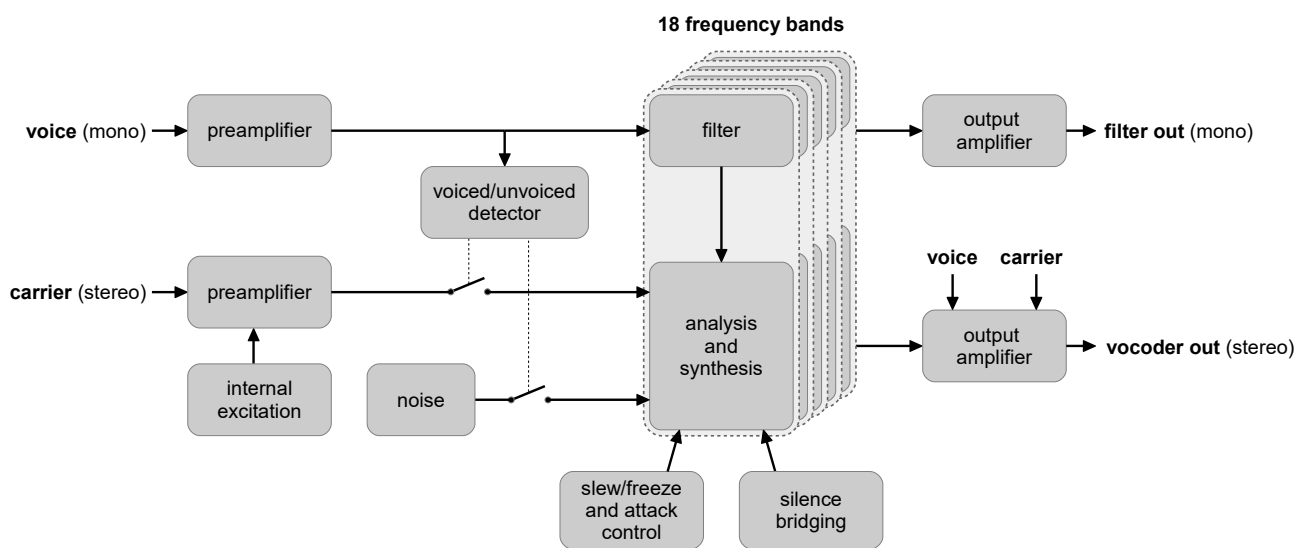 18 frequency bands
voice (mono)
preamplifier
filter
output
amplifier
filter out (mono)
voiced/unvoiced
detector
carrier (stereo)
preamplifier
analysis
and
synthesis
voice
carrier
output
amplifier
vocoder out (stereo)
internal
excitation
noise
slew/freeze
and attack
control
silence
bridging